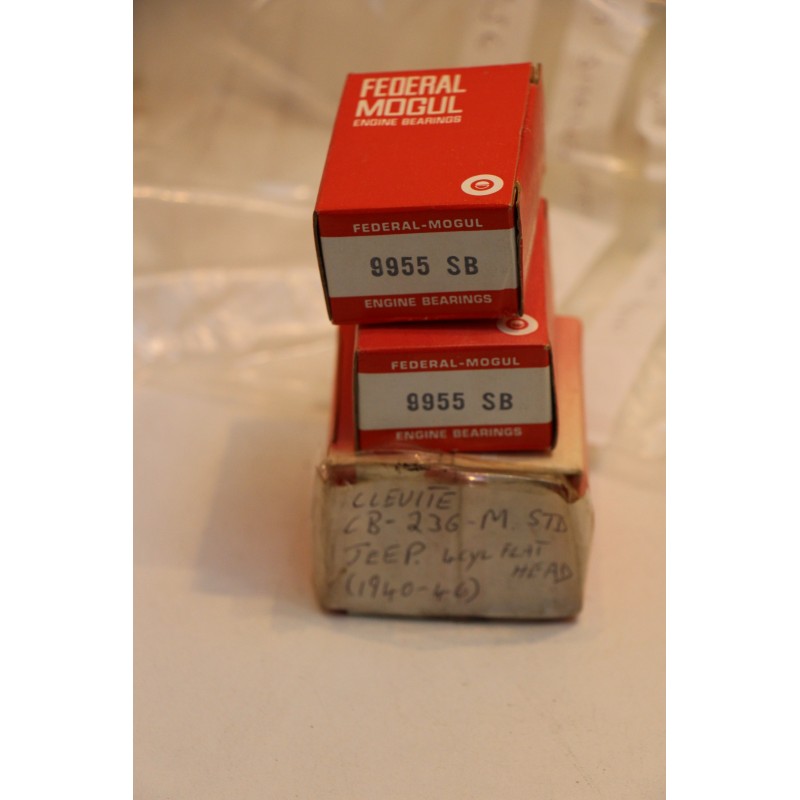 FEDERAL
MOGUL
ENGINE BEARINGS
FEDERAL-MOGUL
9955 SB
ENGINE BEARINGS
FEDERAL-MOGUL
9955 SB
ENGINE BEARINGS
CLEVITE
CB-236-M STD
JEEP. 4cyl FLAT
HEAD
(1940-46)